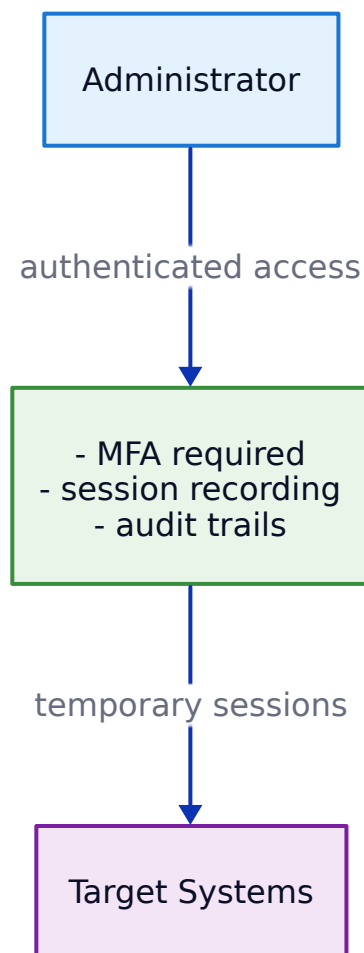 Administrator
authenticated access
- MFA required
- session recording
- audit trails
temporary sessions
Target Systems